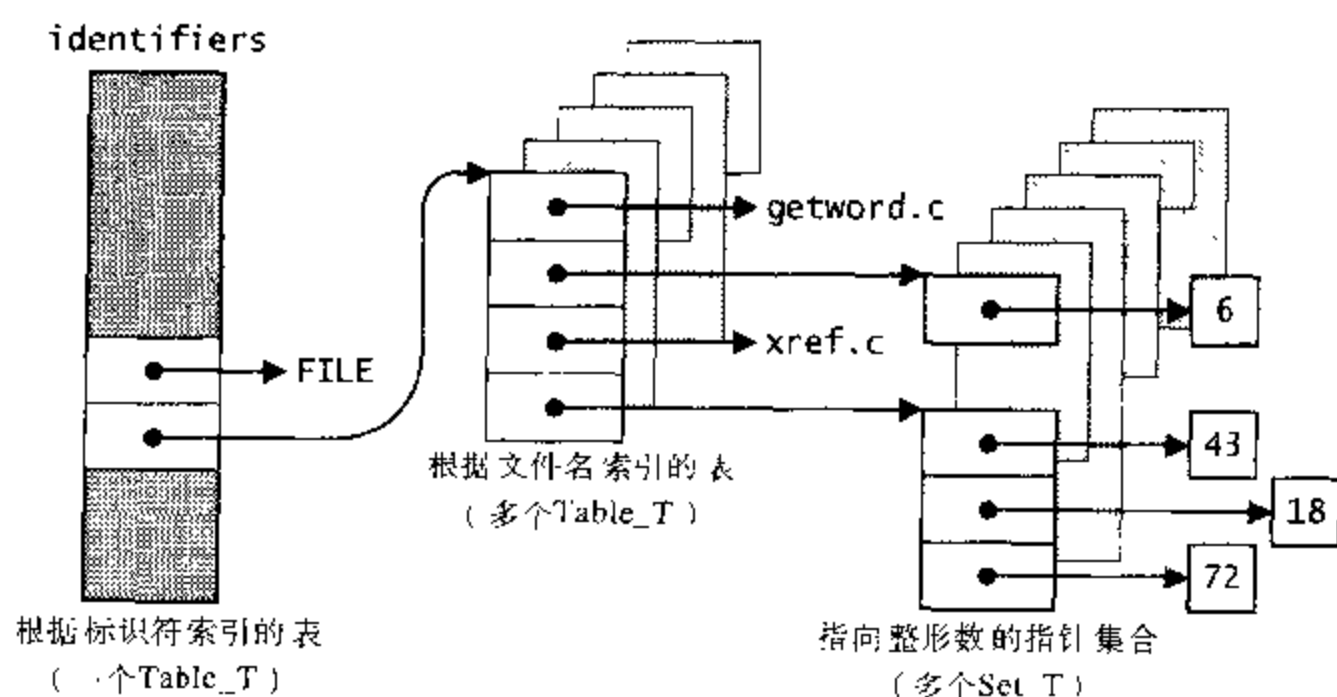 identifiers
getword.c
6
FILE
xref.c
43
根据文件名索引的表
(多个Table_T)
18
72
根据标识符索引的表
(一个Table_T)
指向整形数的指针集合
(多个Set_T)